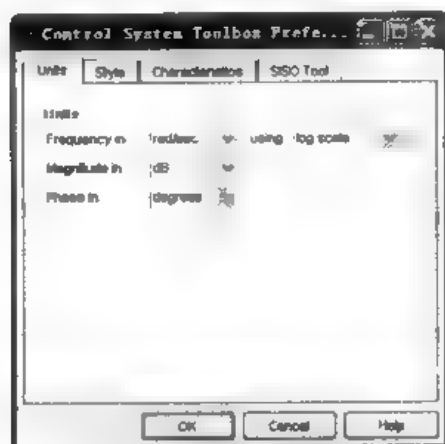 Control System Toolbox Prefe...
Units Style Characteristics SISO Tool
Units
Frequency in rad/sec using log scale
Magnitude in dB
Phase in degrees
OK Cancel Help